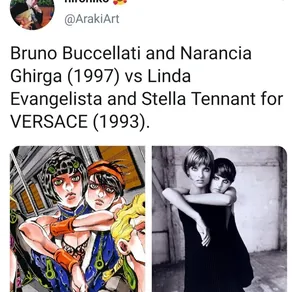 @ArakiArt
Bruno Buccellati and Narancia
Ghirga (1997) vs Linda
Evangelista and Stella Tennant for
VERSACE (1993).